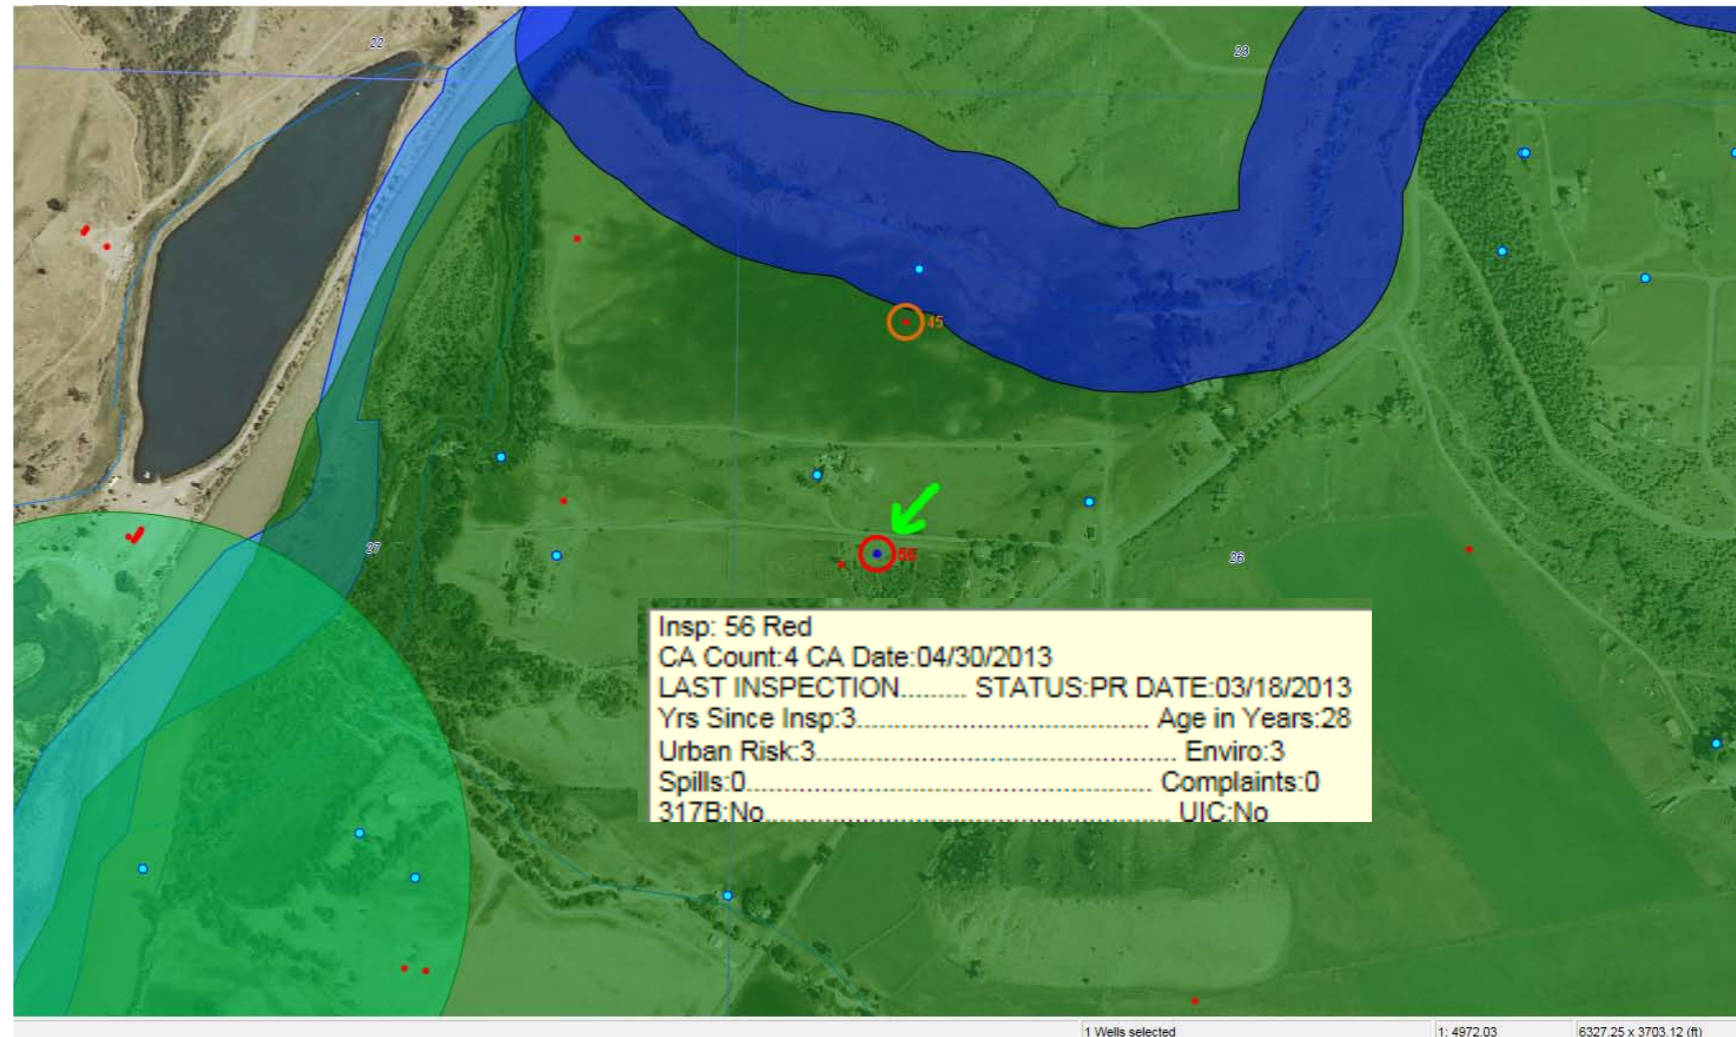 22
23
45
27
56
26
Insp: 56 Red
CA Count:4 CA Date:04/30/2013
LAST INSPECTION......... STATUS:PR DATE:03/18/2013
Yrs Since Insp:3..................................... Age in Years:28
Urban Risk:3.............................................. Enviro:3
Spills:0.................................................... Complaints:0
317B:No.................................................... UIC:No
1 Wells selected
1: 4972.03
6327.25 x 3703.12 (ft)